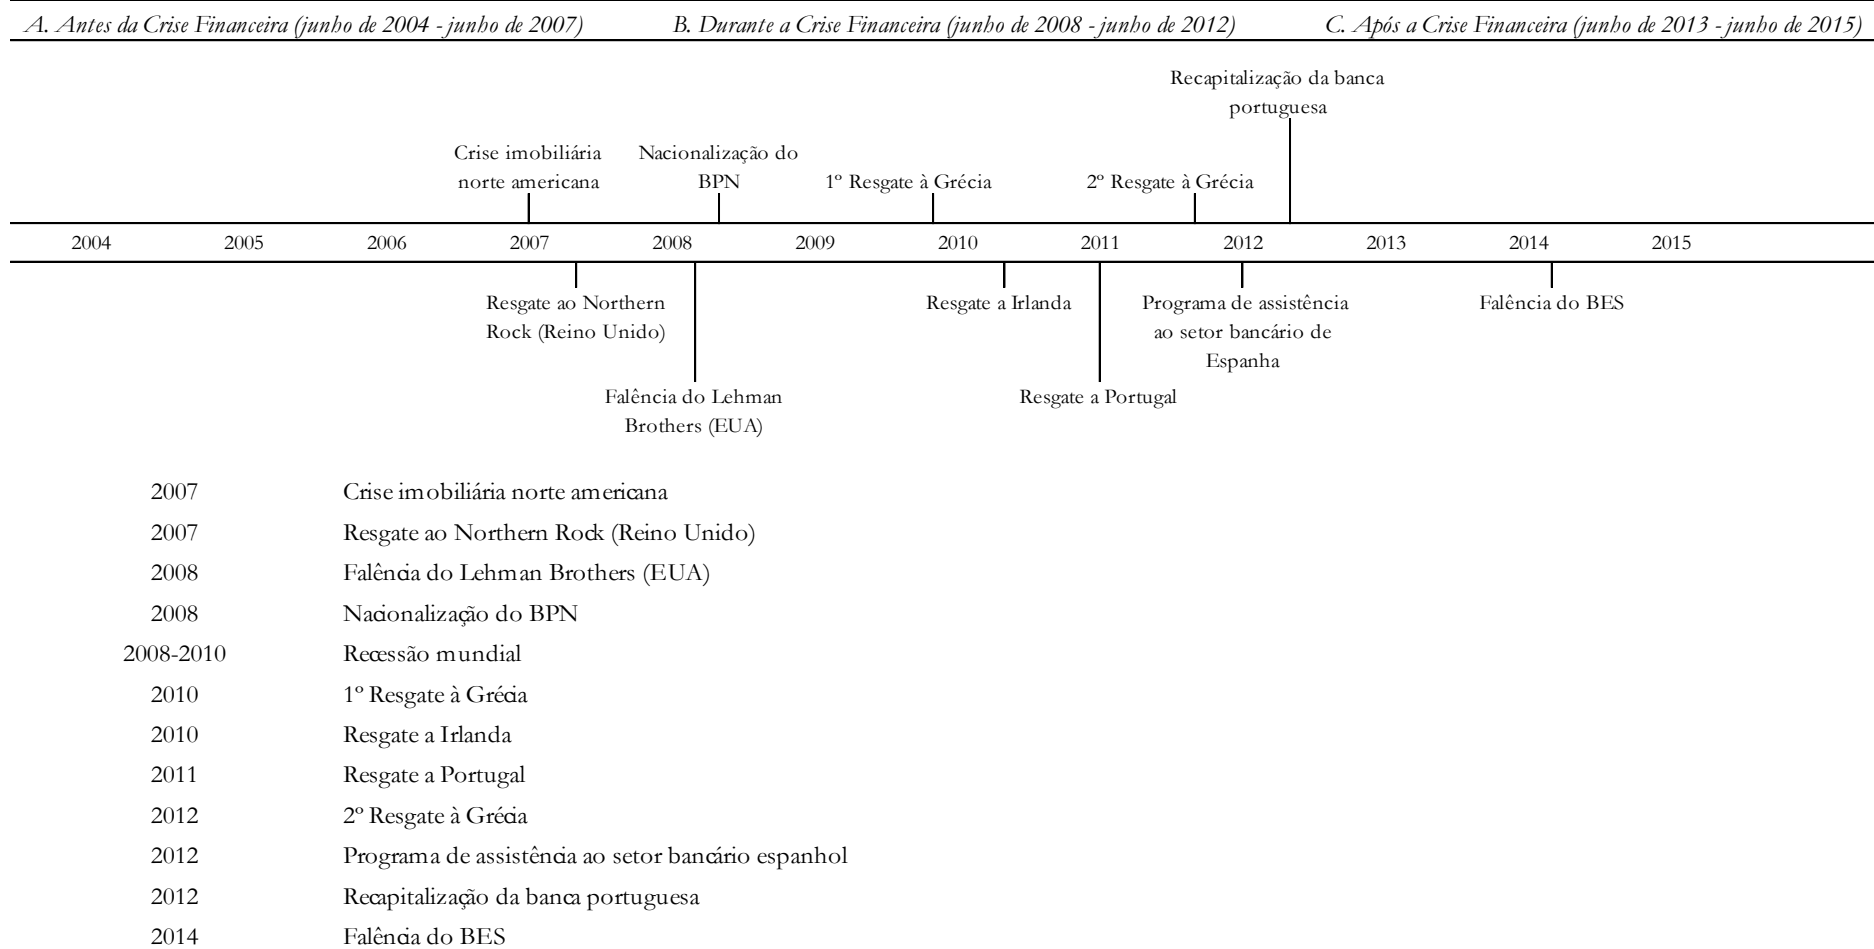 A. Antes da Crise Financeira (junho de 2004 - junho de 2007) B. Durante a Crise Financeira (junho de 2008 - junho de 2012) C. Após a Crise Financeira (junho de 2013 - junho de 2015)
Recapitalização da banca
portuguesa
Crise imobiliária
norte americana
Nacionalização do
BPN
1º Resgate à Grécia
2º Resgate à Grécia
2004 2005 2006 2007 2008 2009 2010 2011 2012 2013 2014 2015
Resgate ao Northern
Rock (Reino Unido)
Falência do Lehman
Brothers (EUA)
Resgate a Irlanda
Resgate a Portugal
Programa de assistência
ao setor bancário de
Espanha
Falência do BES
2007 Crise imobiliária norte americana
2007 Resgate ao Northern Rock (Reino Unido)
2008 Falência do Lehman Brothers (EUA)
2008 Nacionalização do BPN
2008-2010 Recessão mundial
2010 1º Resgate à Grécia
2010 Resgate a Irlanda
2011 Resgate a Portugal
2012 2º Resgate à Grécia
2012 Programa de assistência ao setor bancário espanhol
2012 Recapitalização da banca portuguesa
2014 Falência do BES